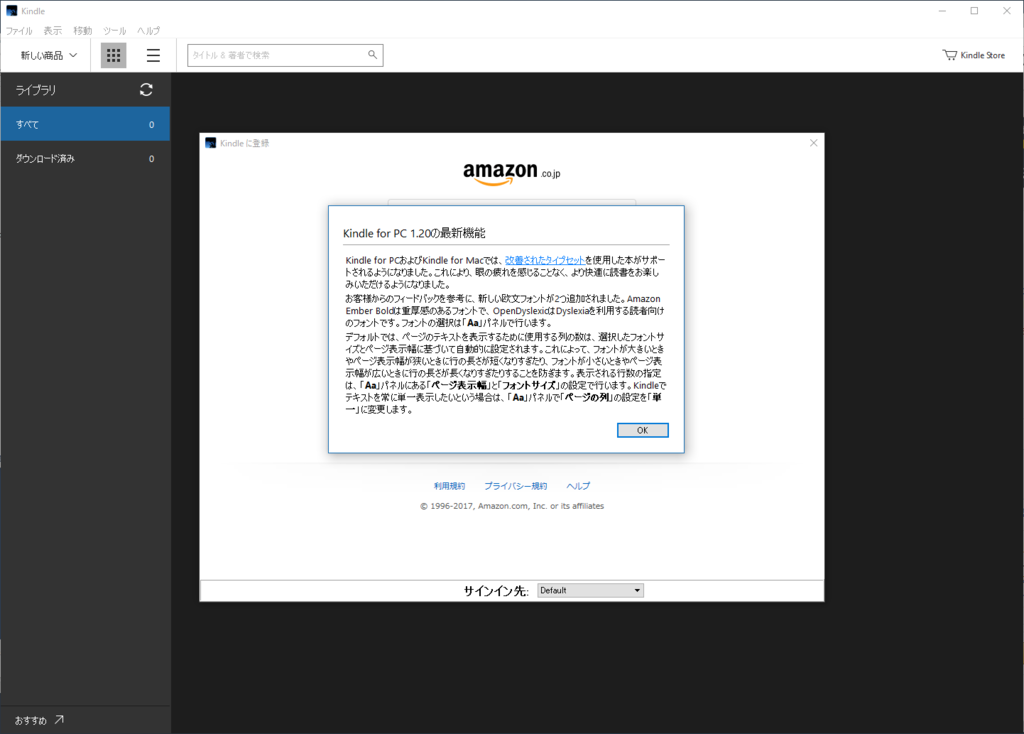 Kindle
ファイル 表示 移動 ツール ヘルプ
新しい商品
タイトル & 著者で検索
Kindle Store
ライブラリ
すべて 0
ダウンロード済み 0
Kindle に登録
amazon.co.jp
Kindle for PC 1.20の最新機能
Kindle for PCおよびKindle for Macでは、改善されたタイプセットを使用した本がサポー
トされるようになりました。これにより、眼の疲れを感じることなく、より快適に読書をお楽し
みいただけるようになりました。
お客様からのフィードバックを参考に、新しい欧文フォントが2つ追加されました。Amazon
Ember Boldは重厚感のあるフォントで、OpenDyslexicはDyslexiaを利用する読者向け
のフォントです。フォントの選択は「Aa」パネルで行います。
デフォルトでは、ページのテキストを表示するために使用する列の数は、選択したフォントサ
イズとページ表示幅に基づいて自動的に設定されます。これによって、フォントが大きいとき
やページ表示幅が狭いときに行の長さが短くなりすぎたり、フォントが小さいときやページ表
示幅が広いときに行の長さが長くなりすぎたりすることを防ぎます。表示される行数の指定
は、「Aa」パネルにある「ページ表示幅」と「フォントサイズ」の設定で行います。Kindleで
テキストを常に単一表示したいという場合は、「Aa」パネルで「ページの列」の設定を「単
一」に変更します。
OK
利用規約 プライバシー規約 ヘルプ
© 1996-2017, Amazon.com, Inc. or its affiliates
サインイン先: Default
おすすめ